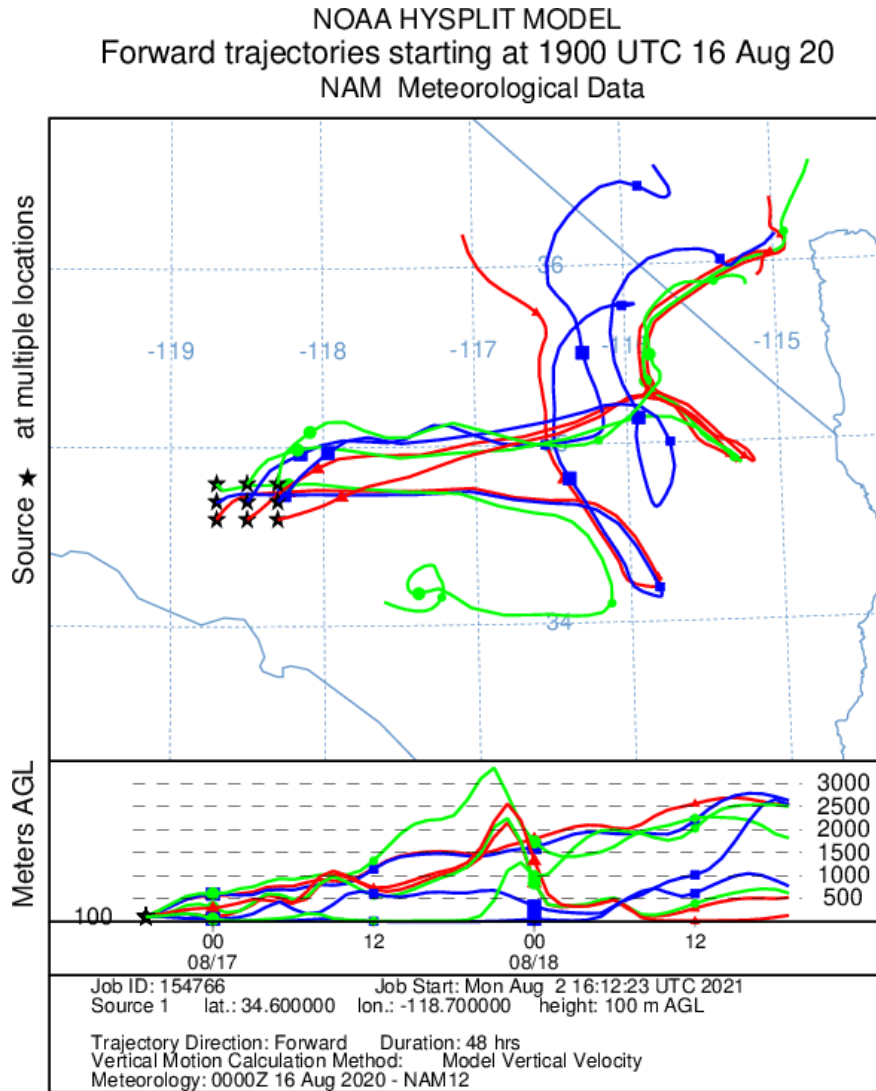 NOAA HYSPLIT MODEL
Forward trajectories starting at 1900 UTC 16 Aug 20
NAM Meteorological Data
Source ★ at multiple locations
36
-119
-118
-117
-116
-115
34
Meters AGL
3000
2500
2000
1500
1000
500
100
00
12
00
12
08/17
08/18
Job ID: 154766 Job Start: Mon Aug 2 16:12:23 UTC 2021
Source 1 lat.: 34.600000 lon.: -118.700000 height: 100 m AGL
Trajectory Direction: Forward Duration: 48 hrs
Vertical Motion Calculation Method: Model Vertical Velocity
Meteorology: 0000Z 16 Aug 2020 - NAM12